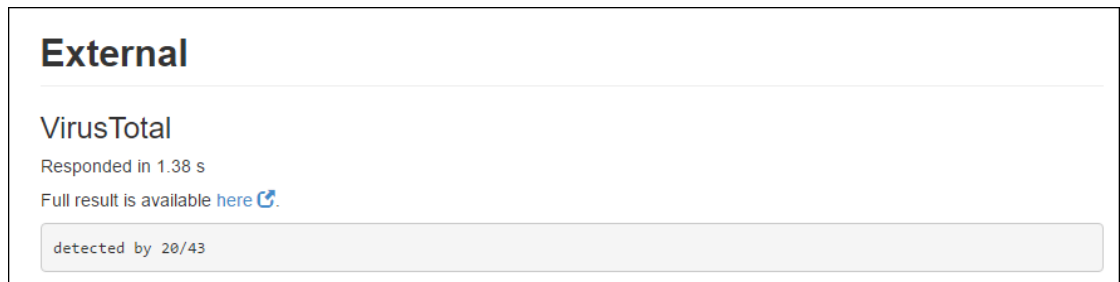 External
VirusTotal
Responded in 1.38 s
Full result is available here.
detected by 20/43